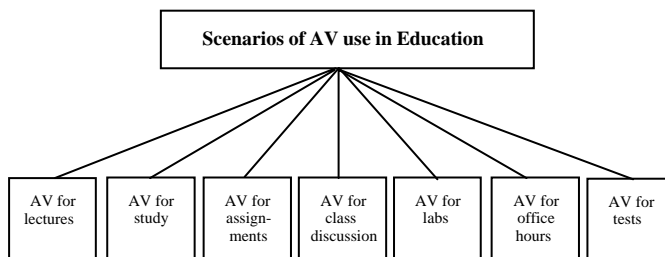 Scenarios of AV use in Education
AV for
lectures
AV for
study
AV for
assign-
ments
AV for
class
discussion
AV for
labs
AV for
office
hours
AV for
tests